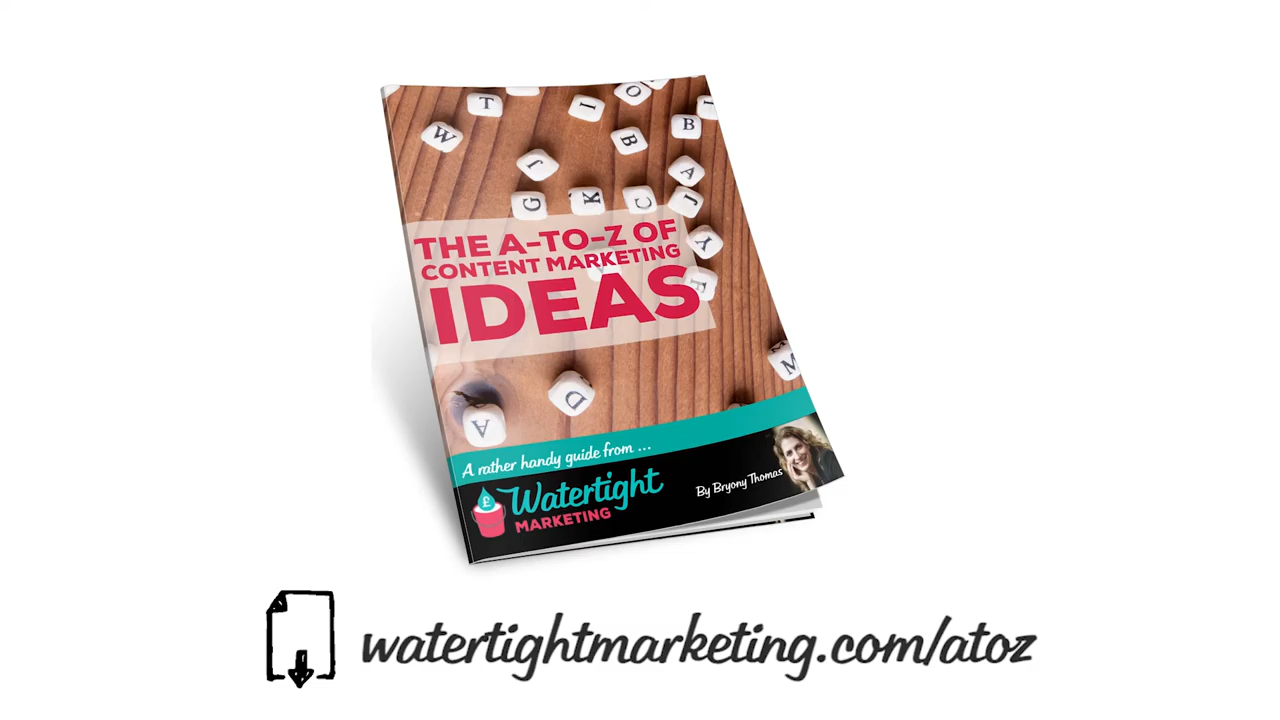 W
T
I
O
I
B
B
J
A
G
K
C
J
Y
THE A-TO-Z OF
CONTENT MARKETING
IDEAS
F
M
D
A
A rather handy guide from ...
£
Watertight
MARKETING
By Bryony Thomas
watertightmarketing.com/atoz